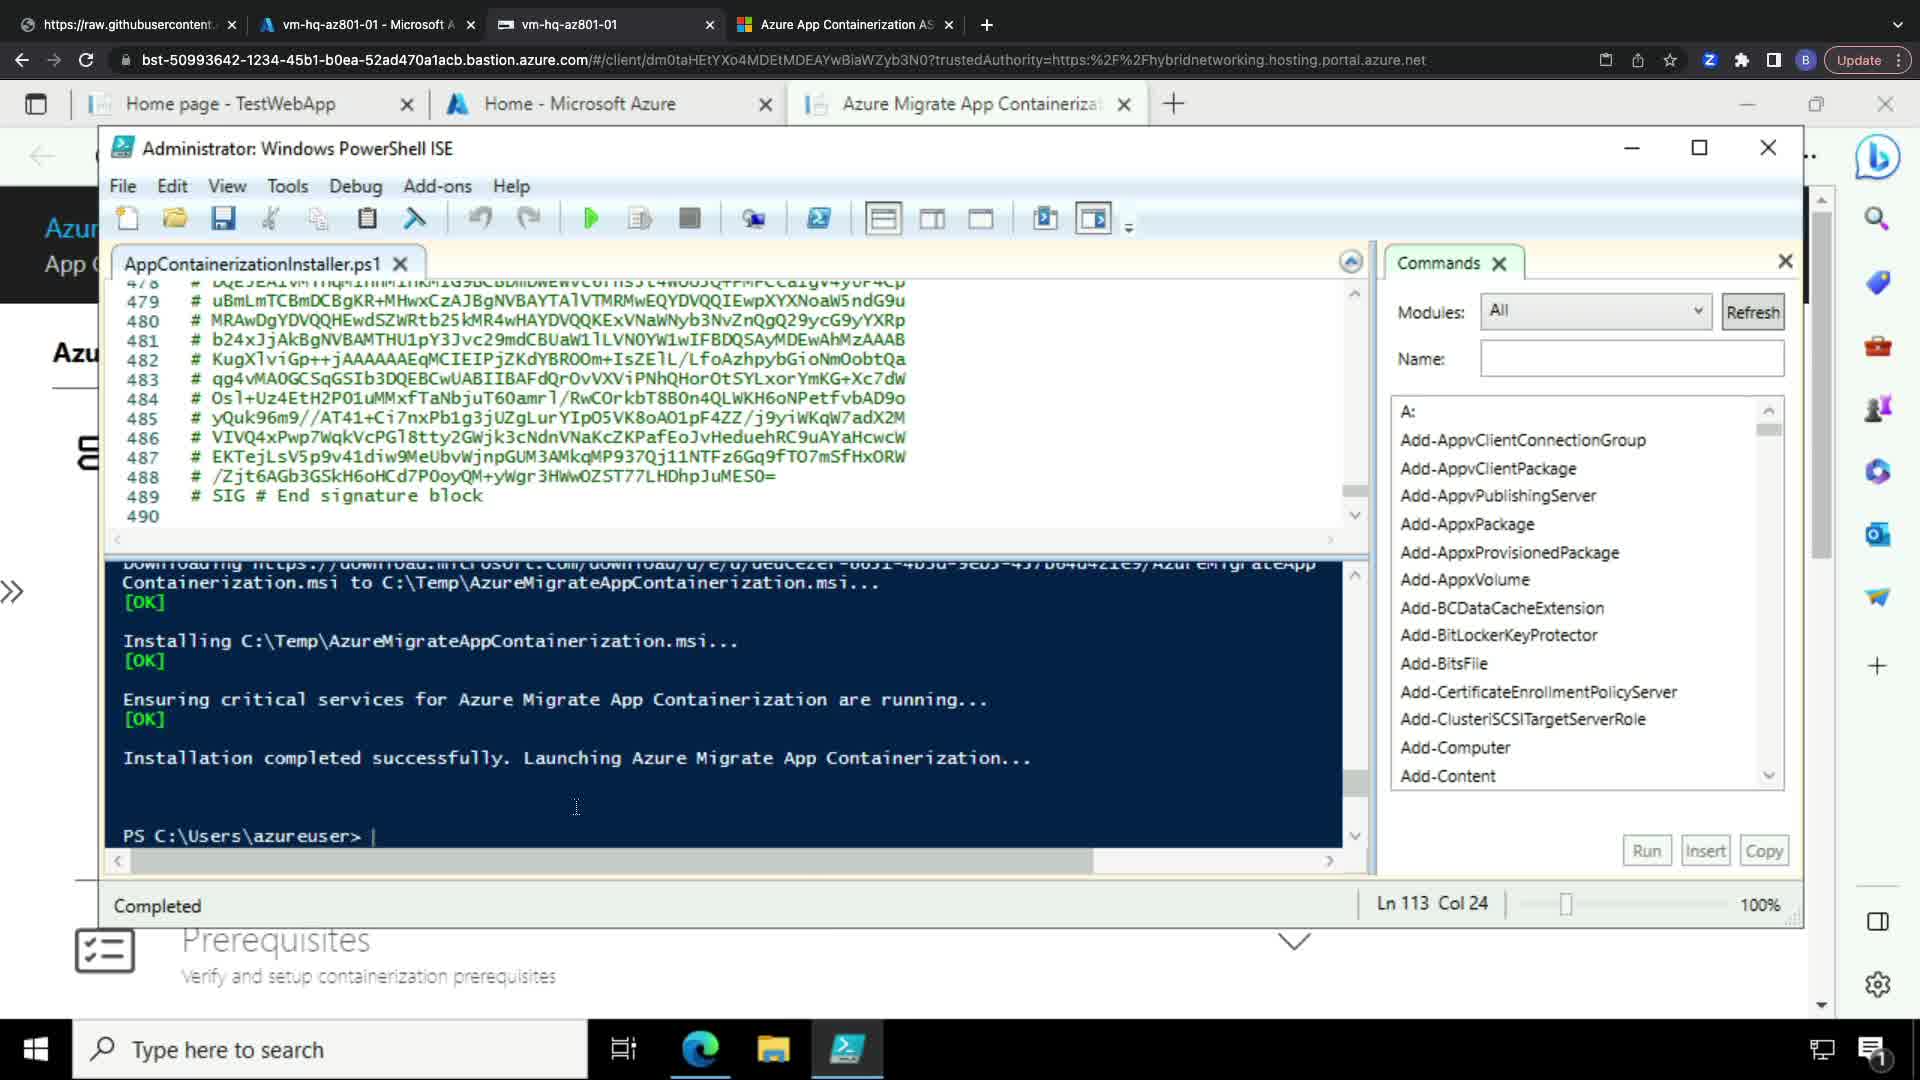 https://raw.githubusercontent.
vm-hq-az801-01 - Microsoft A
vm-hq-az801-01
Azure App Containerization AS
bst-50993642-1234-45b1-b0ea-52ad470a1acb.bastion.azure.com/#/client/dm0taHEtYXo4MDEtMDEAYwBiaWZyb3N0?trustedAuthority=https:%2F%2Fhybridnetworking.hosting.portal.azure.net
Update
Home page - TestWebApp
Home - Microsoft Azure
Azure Migrate App Containerizat
Administrator: Windows PowerShell ISE
File Edit View Tools Debug Add-ons Help
Azur
App C
Azu
AppContainerizationInstaller.ps1
478
479 # uBmLmTCBmDCBgKR+MHwxCzAJBgNVBAYTAlVTMRMwEQYDVQQIEwpXYXNoaW5ndG9u
480 # MRAwDgYDVQQHEwdSZWRtb25kMR4wHAYDVQQKExVNaWNyb3NvZnQgQ29ycG9yYXRp
481 # b24xJjAkBgNVBAMTHU1pY3Jvc29mdCBUaW1lLVN0YW1wIFBDQSAyMDEwAhMzAAAB
482 # KugXlviGp++jAAAAAAEqMCIEIPjZKdYBROOm+IsZElL/LfoAzhpybGioNmOobtQa
483 # qg4vMA0GCSqGSIb3DQEBCwUABIIBAFdQrOvVXViPNhQHorOtSYLxorYmKG+Xc7dW
484 # Osl+Uz4EtH2P01uMMxfTaNbjuT6Oamrl/RwCOrkbT8B0n4QLWKH6oNPetfvbAD9o
485 # yQuk96m9//AT41+Ci7nxPb1g3jUZgLurYIpO5VK8oAO1pF4ZZ/j9yiWKqW7adX2M
486 # VIVQ4xPwp7WqkVcPGl8tty2GWjk3cNdnVNaKcZKPafEoJvHeduehRC9uAYaHcwcW
487 # EKTejLsV5p9v41diw9MeUbvWjnpGUM3AMkqMP937Qj11NTFz6Gq9fTO7mSfHxORW
488 # /Zjt6AGb3GSkH6oHCd7P0oyQM+yWgr3HWwOZST77LHDhpJuMESO=
489 # SIG # End signature block
490
Containerization.msi to C:\Temp\AzureMigrateAppContainerization.msi...
[OK]
Installing C:\Temp\AzureMigrateAppContainerization.msi...
[OK]
Ensuring critical services for Azure Migrate App Containerization are running...
[OK]
Installation completed successfully. Launching Azure Migrate App Containerization...
PS C:\Users\azureuser>
Commands
Modules: All Refresh
Name:
A:
Add-AppvClientConnectionGroup
Add-AppvClientPackage
Add-AppvPublishingServer
Add-AppxPackage
Add-AppxProvisionedPackage
Add-AppxVolume
Add-BCDataCacheExtension
Add-BitLockerKeyProtector
Add-BitsFile
Add-CertificateEnrollmentPolicyServer
Add-ClusteriSCSITargetServerRole
Add-Computer
Add-Content
Run Insert Copy
Completed
Ln 113 Col 24
100%
Prerequisites
Verify and setup containerization prerequisites
Type here to search
1